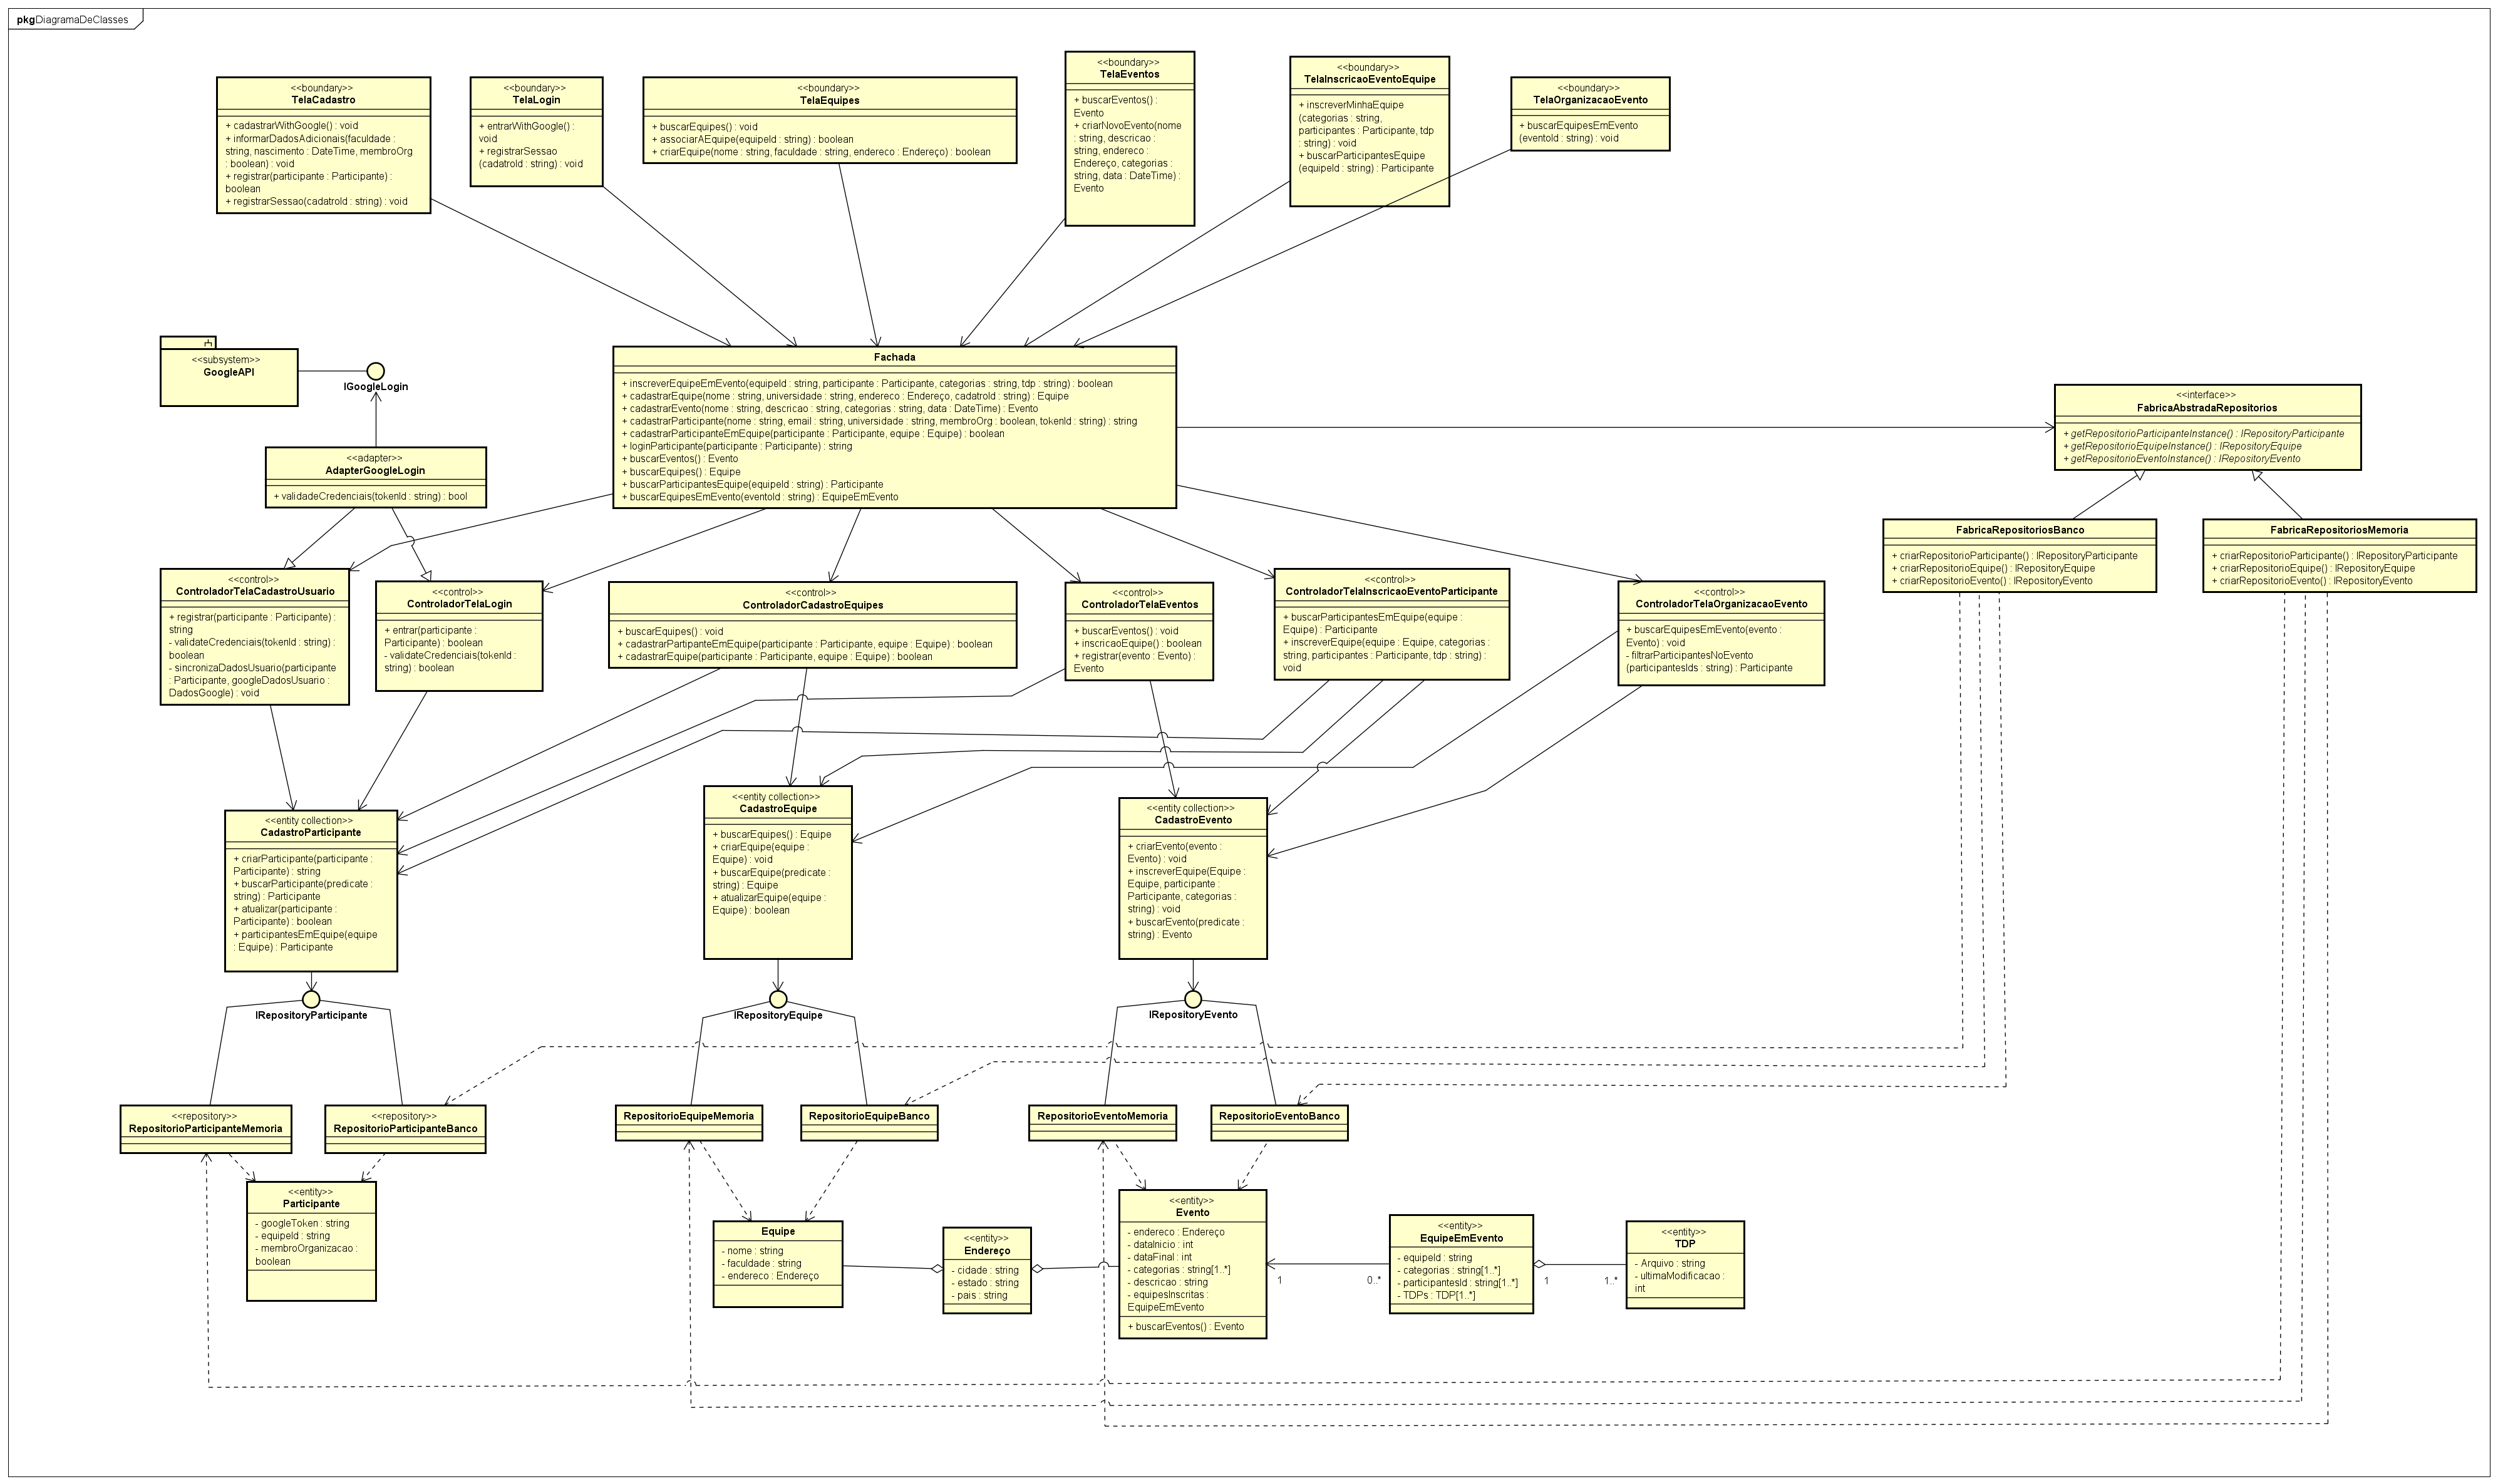 pkg DiagramaDeClasses
<<boundary>>
TelaCadastro
+ cadastrarWithGoogle() : void
+ informarDadosAdicionais(faculdade :
string, nascimento : DateTime, membroOrg
: boolean) : void
+ registrar(participante : Participante) :
boolean
+ registrarSessao(cadatroId : string) : void
<<boundary>>
TelaLogin
+ entrarWithGoogle() :
void
+ registrarSessao
(cadatroId : string) : void
<<boundary>>
TelaEquipes
+ buscarEquipes() : void
+ associarAEquipe(equipeId : string) : boolean
+ criarEquipe(nome : string, faculdade : string, endereco : Endereço) : boolean
<<boundary>>
TelaEventos
+ buscarEventos() :
Evento
+ criarNovoEvento(nome
: string, descricao :
string, endereco :
Endereço, categorias :
string, data : DateTime) :
Evento
<<boundary>>
TelaInscricaoEventoEquipe
+ inscreverMinhaEquipe
(categorias : string,
participantes : Participante, tdp
: string) : void
+ buscarParticipantesEquipe
(equipeId : string) : Participante
<<boundary>>
TelaOrganizacaoEvento
+ buscarEquipesEmEvento
(eventoId : string) : void
<<subsystem>>
GoogleAPI
IGoogleLogin
<<adapter>>
AdapterGoogleLogin
+ validadeCredenciais(tokenId : string) : bool
Fachada
+ inscreverEquipeEmEvento(equipeId : string, participante : Participante, categorias : string, tdp : string) : boolean
+ cadastrarEquipe(nome : string, universidade : string, endereco : Endereço, cadatroId : string) : Equipe
+ cadastrarEvento(nome : string, descricao : string, categorias : string, data : DateTime) : Evento
+ cadastrarParticipante(nome : string, email : string, universidade : string, membroOrg : boolean, tokenId : string) : string
+ cadastrarParticipanteEmEquipe(participante : Participante, equipe : Equipe) : boolean
+ loginParticipante(participante : Participante) : string
+ buscarEventos() : Evento
+ buscarEquipes() : Equipe
+ buscarParticipantesEquipe(equipeId : string) : Participante
+ buscarEquipesEmEvento(eventoId : string) : EquipeEmEvento
<<interface>>
FabricaAbstradaRepositorios
+ getRepositorioParticipanteInstance() : IRepositoryParticipante
+ getRepositorioEquipeInstance() : IRepositoryEquipe
+ getRepositorioEventoInstance() : IRepositoryEvento
FabricaRepositoriosBanco
+ criarRepositorioParticipante() : IRepositoryParticipante
+ criarRepositorioEquipe() : IRepositoryEquipe
+ criarRepositorioEvento() : IRepositoryEvento
FabricaRepositoriosMemoria
+ criarRepositorioParticipante() : IRepositoryParticipante
+ criarRepositorioEquipe() : IRepositoryEquipe
+ criarRepositorioEvento() : IRepositoryEvento
<<control>>
ControladorTelaCadastroUsuario
+ registrar(participante : Participante) :
string
- validateCredenciais(tokenId : string) :
boolean
- sincronizaDadosUsuario(participante
: Participante, googleDadosUsuario :
DadosGoogle) : void
<<control>>
ControladorTelaLogin
+ entrar(participante :
Participante) : boolean
- validateCredenciais(tokenId :
string) : boolean
<<control>>
ControladorCadastroEquipes
+ buscarEquipes() : void
+ cadastrarPartipanteEmEquipe(participante : Participante, equipe : Equipe) : boolean
+ cadastrarEquipe(participante : Participante, equipe : Equipe) : boolean
<<control>>
ControladorTelaEventos
+ buscarEventos() : void
+ inscricaoEquipe() : boolean
+ registrar(evento : Evento) :
Evento
<<control>>
ControladorTelaInscricaoEventoParticipante
+ buscarParticipantesEmEquipe(equipe :
Equipe) : Participante
+ inscreverEquipe(equipe : Equipe, categorias :
string, participantes : Participante, tdp : string) :
void
<<control>>
ControladorTelaOrganizacaoEvento
+ buscarEquipesEmEvento(evento :
Evento) : void
- filtrarParticipantesNoEvento
(participantesIds : string) : Participante
<<entity collection>>
CadastroParticipante
+ criarParticipante(participante :
Participante) : string
+ buscarParticipante(predicate :
string) : Participante
+ atualizar(participante :
Participante) : boolean
+ participantesEmEquipe(equipe
: Equipe) : Participante
<<entity collection>>
CadastroEquipe
+ buscarEquipes() : Equipe
+ criarEquipe(equipe :
Equipe) : void
+ buscarEquipe(predicate :
string) : Equipe
+ atualizarEquipe(equipe :
Equipe) : boolean
<<entity collection>>
CadastroEvento
+ criarEvento(evento :
Evento) : void
+ inscreverEquipe(Equipe :
Equipe, participante :
Participante, categorias :
string) : void
+ buscarEvento(predicate :
string) : Evento
IRepositoryParticipante
IRepositoryEquipe
IRepositoryEvento
<<repository>>
RepositorioParticipanteMemoria
<<repository>>
RepositorioParticipanteBanco
RepositorioEquipeMemoria
RepositorioEquipeBanco
RepositorioEventoMemoria
RepositorioEventoBanco
<<entity>>
Participante
- googleToken : string
- equipeId : string
- membroOrganizacao :
boolean
Equipe
- nome : string
- faculdade : string
- endereco : Endereço
<<entity>>
Endereço
- cidade : string
- estado : string
- pais : string
<<entity>>
Evento
- endereco : Endereço
- dataInicio : int
- dataFinal : int
- categorias : string[1..*]
- descricao : string
- equipesInscritas :
EquipeEmEvento
+ buscarEventos() : Evento
1
0..*
<<entity>>
EquipeEmEvento
- equipeId : string
- categorias : string[1..*]
- participantesId : string[1..*]
- TDPs : TDP[1..*]
1
1..*
<<entity>>
TDP
- Arquivo : string
- ultimaModificacao :
int